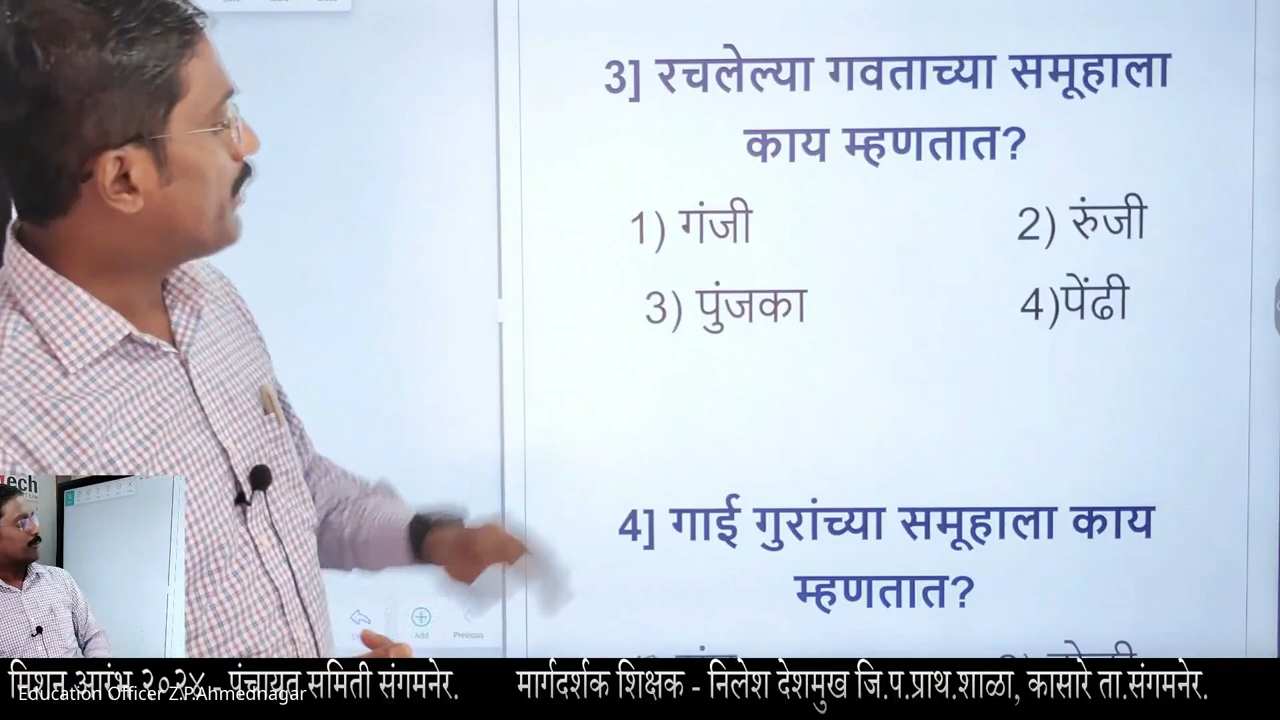 3] रचलेल्या गवताच्या समूहाला
काय म्हणतात?
1) गंजी 2) रुंजी
3) पुंजका 4)पेंढी
4] गाई गुरांच्या समूहाला काय
म्हणतात?
Add
Previous
ech
मिशन आरंभ २०२४ - पंचायत समिती संगमनेर. मार्गदर्शक शिक्षक - निलेश देशमुख जि.प.प्राथ.शाळा, कासारे ता.संगमनेर.
Education Officer Z.P.Ahmednagar